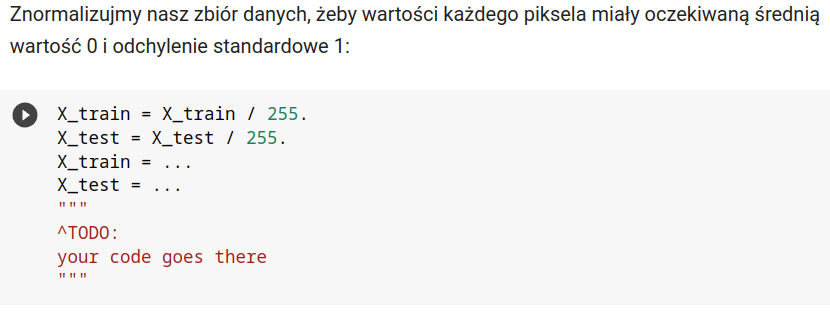 Znormalizujmy nasz zbiór danych, żeby wartości każdego piksela miały oczekiwaną średnią
wartość 0 i odchylenie standardowe 1:
X_train = X_train / 255.
X_test = X_test / 255.
X_train = ...
X_test = ...
"""
^TODO:
your code goes there
"""